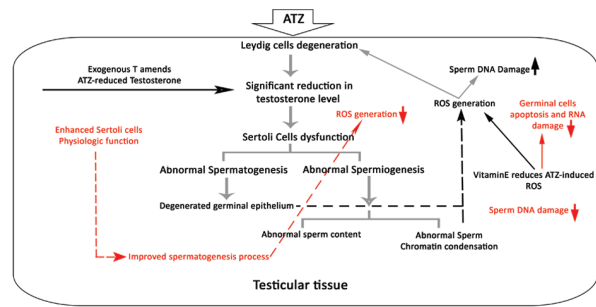 ATZ
Leydig cells degeneration
Exogenous T amends
ATZ-reduced Testosterone
Significant reduction in
testosterone level
Sperm DNA Damage
ROS generation
ROS generation
Germinal cells
apoptosis and RNA
damage
Enhanced Sertoli cells
Physiologic function
Sertoli Cells dysfunction
Abnormal Spermatogenesis
Abnormal Spermiogenesis
VitaminE reduces ATZ-induced
ROS
Degenerated germinal epithelium
Sperm DNA damage
Abnormal sperm content
Abnormal Sperm
Chromatin condensation
Improved spermatogenesis process
Testicular tissue